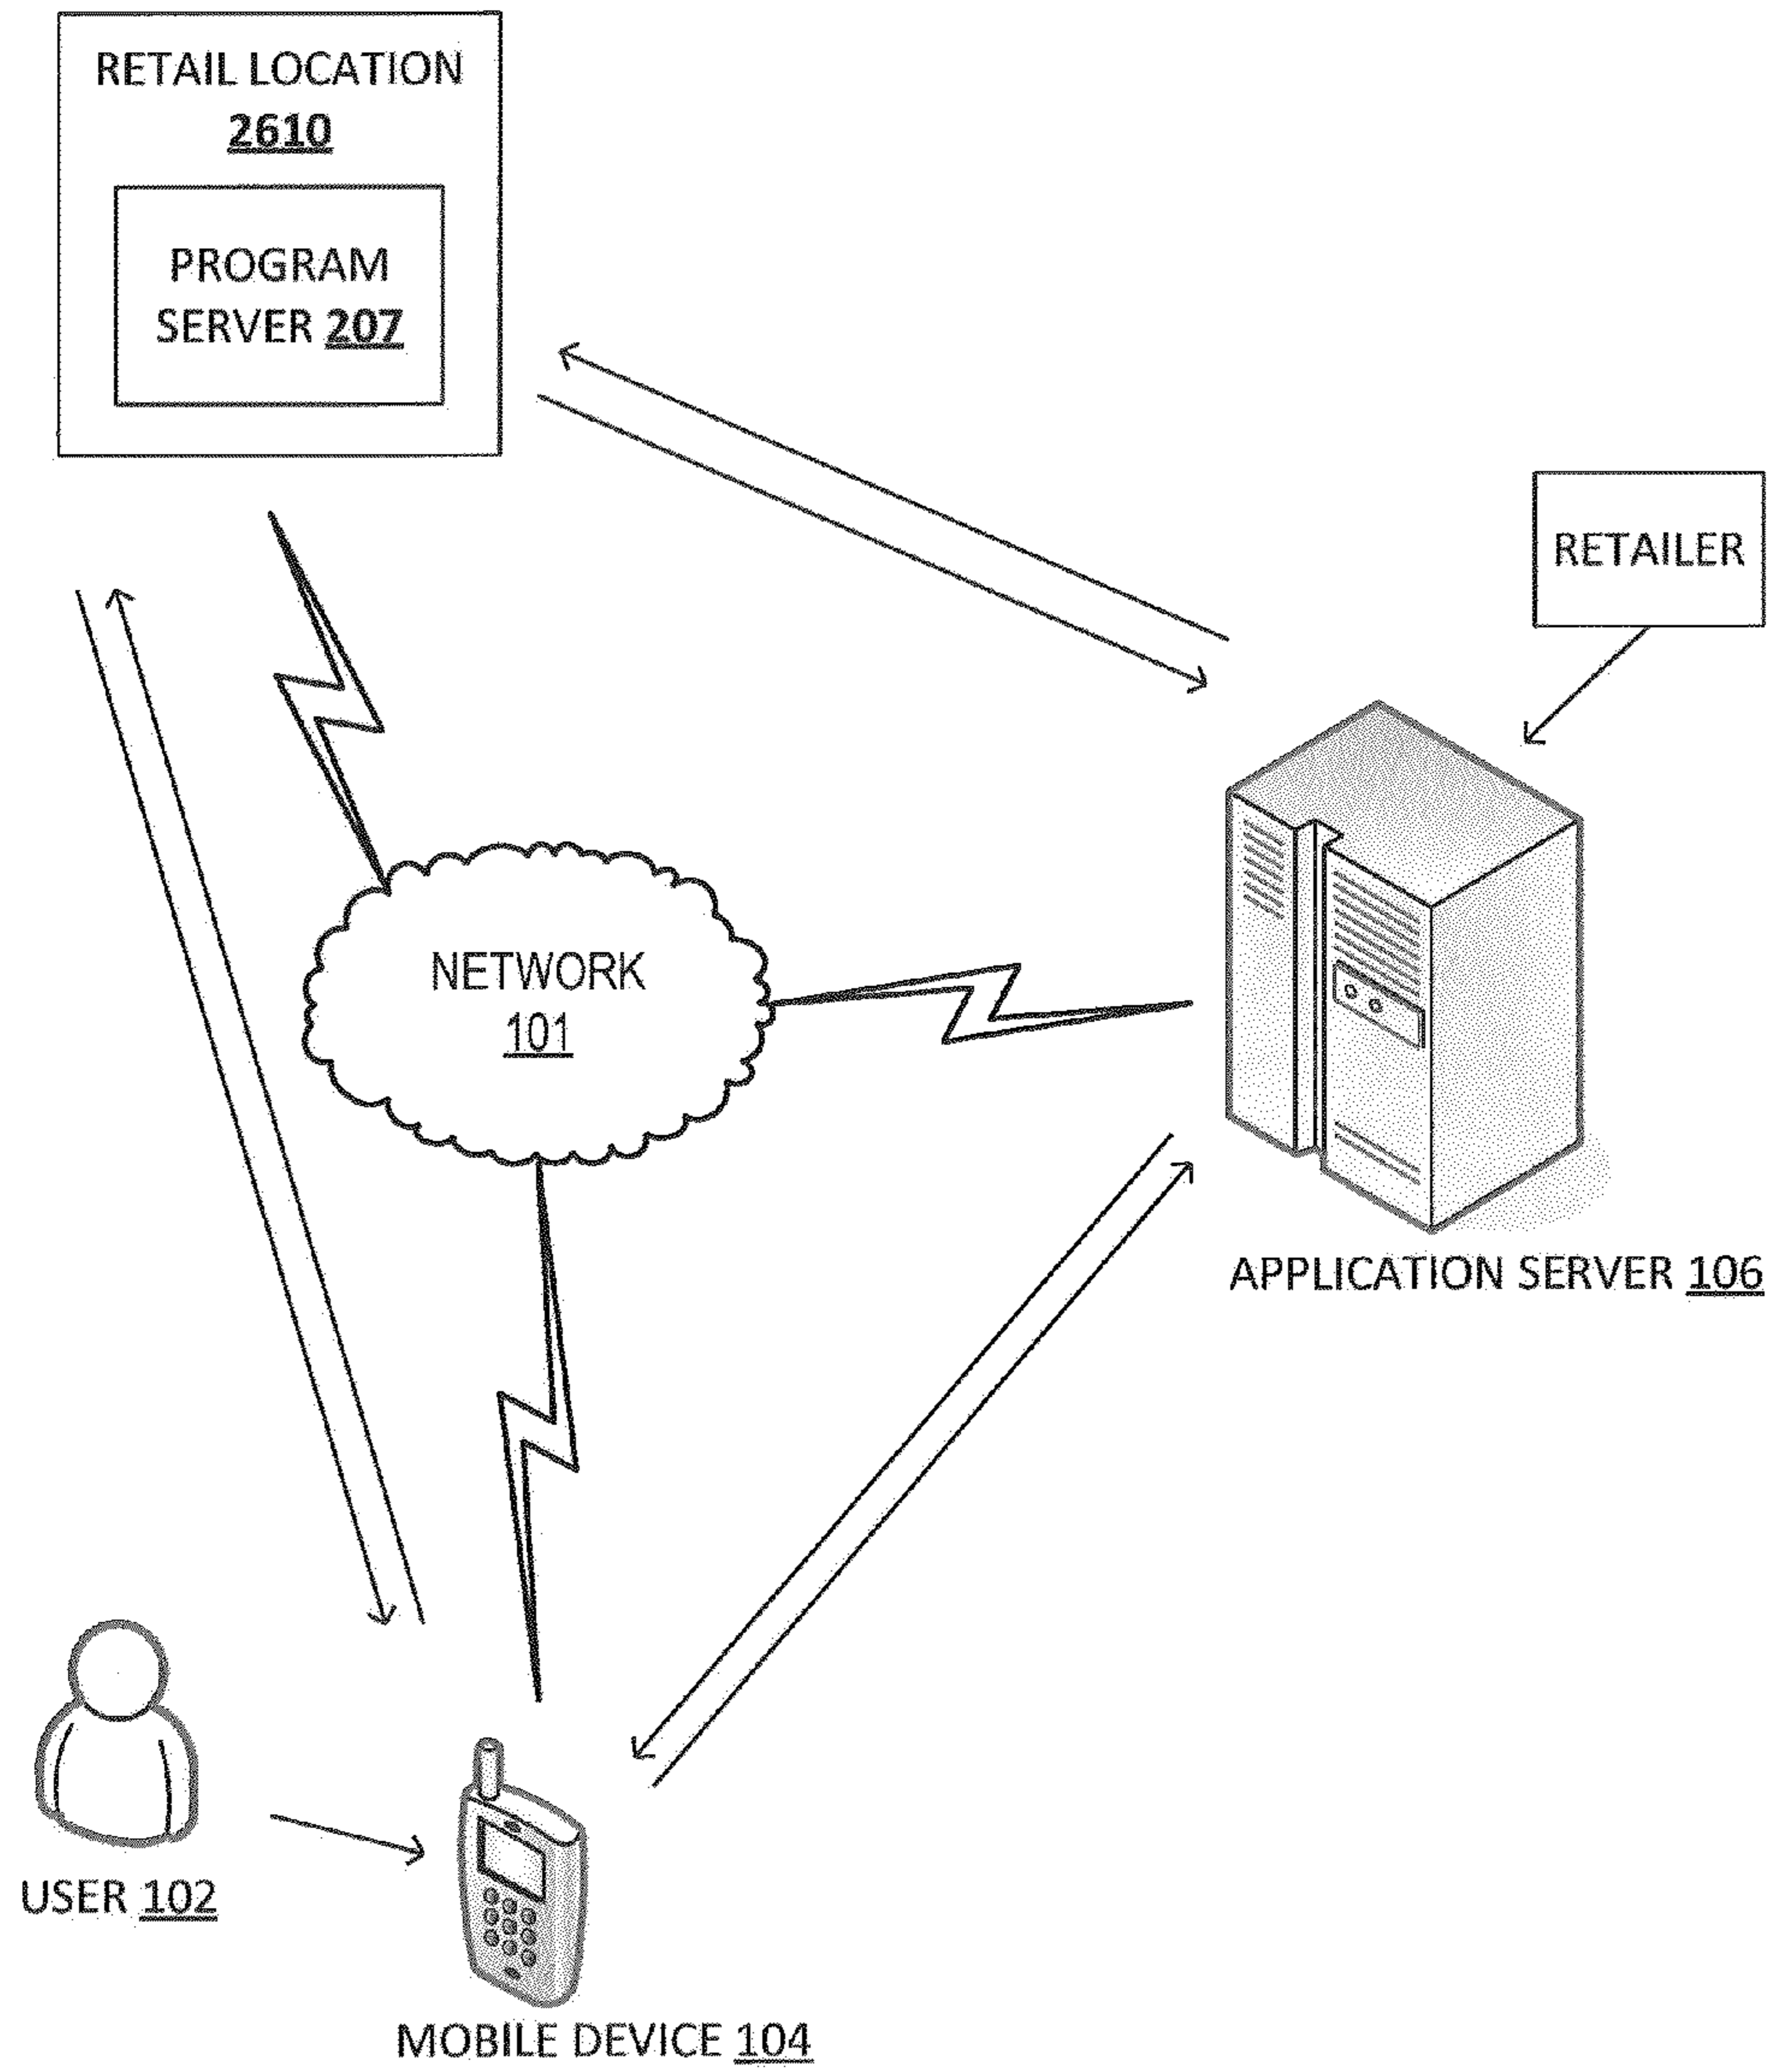 RETAIL LOCATION
2610
PROGRAM
SERVER 207
RETAILER
NETWORK
101
APPLICATION SERVER 106
USER 102
MOBILE DEVICE 104